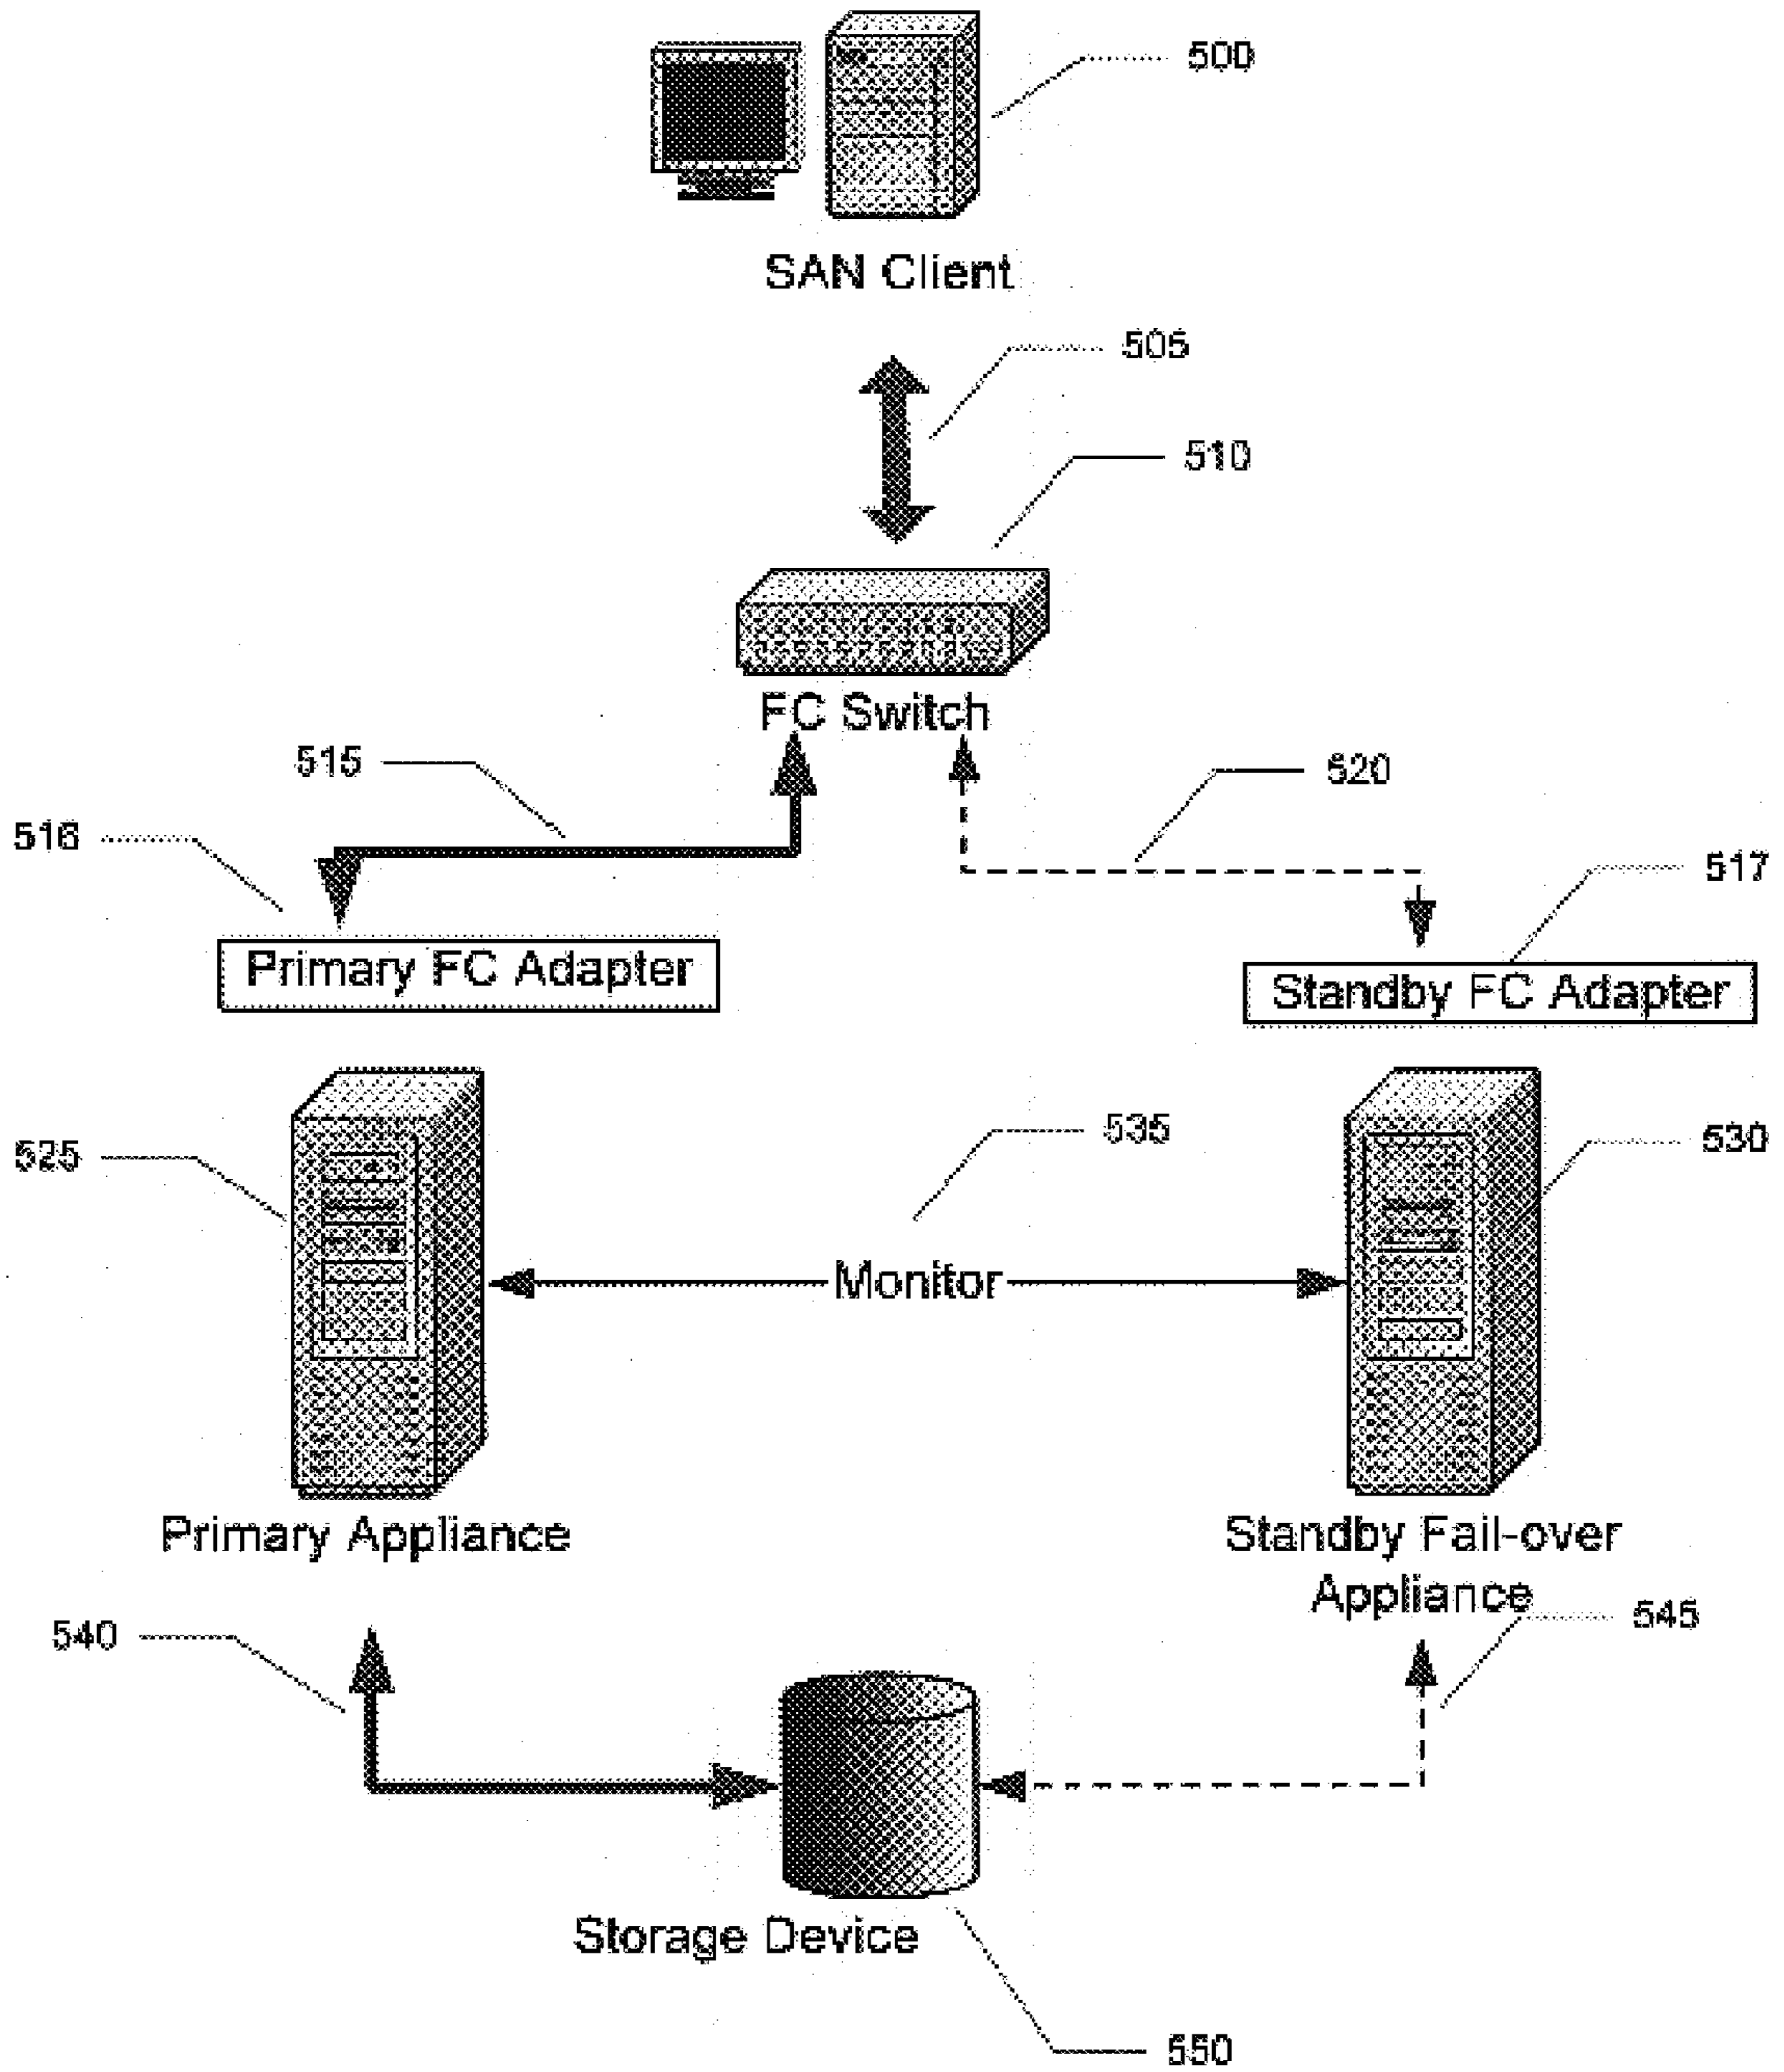 500
SAN Client
505
510
FC Switch
515
520
516
517
Primary FC Adapter
Standby FC Adapter
535
525
530
Monitor
Primary Appliance
Standby Fail-over
Appliance
540
545
Storage Device
550